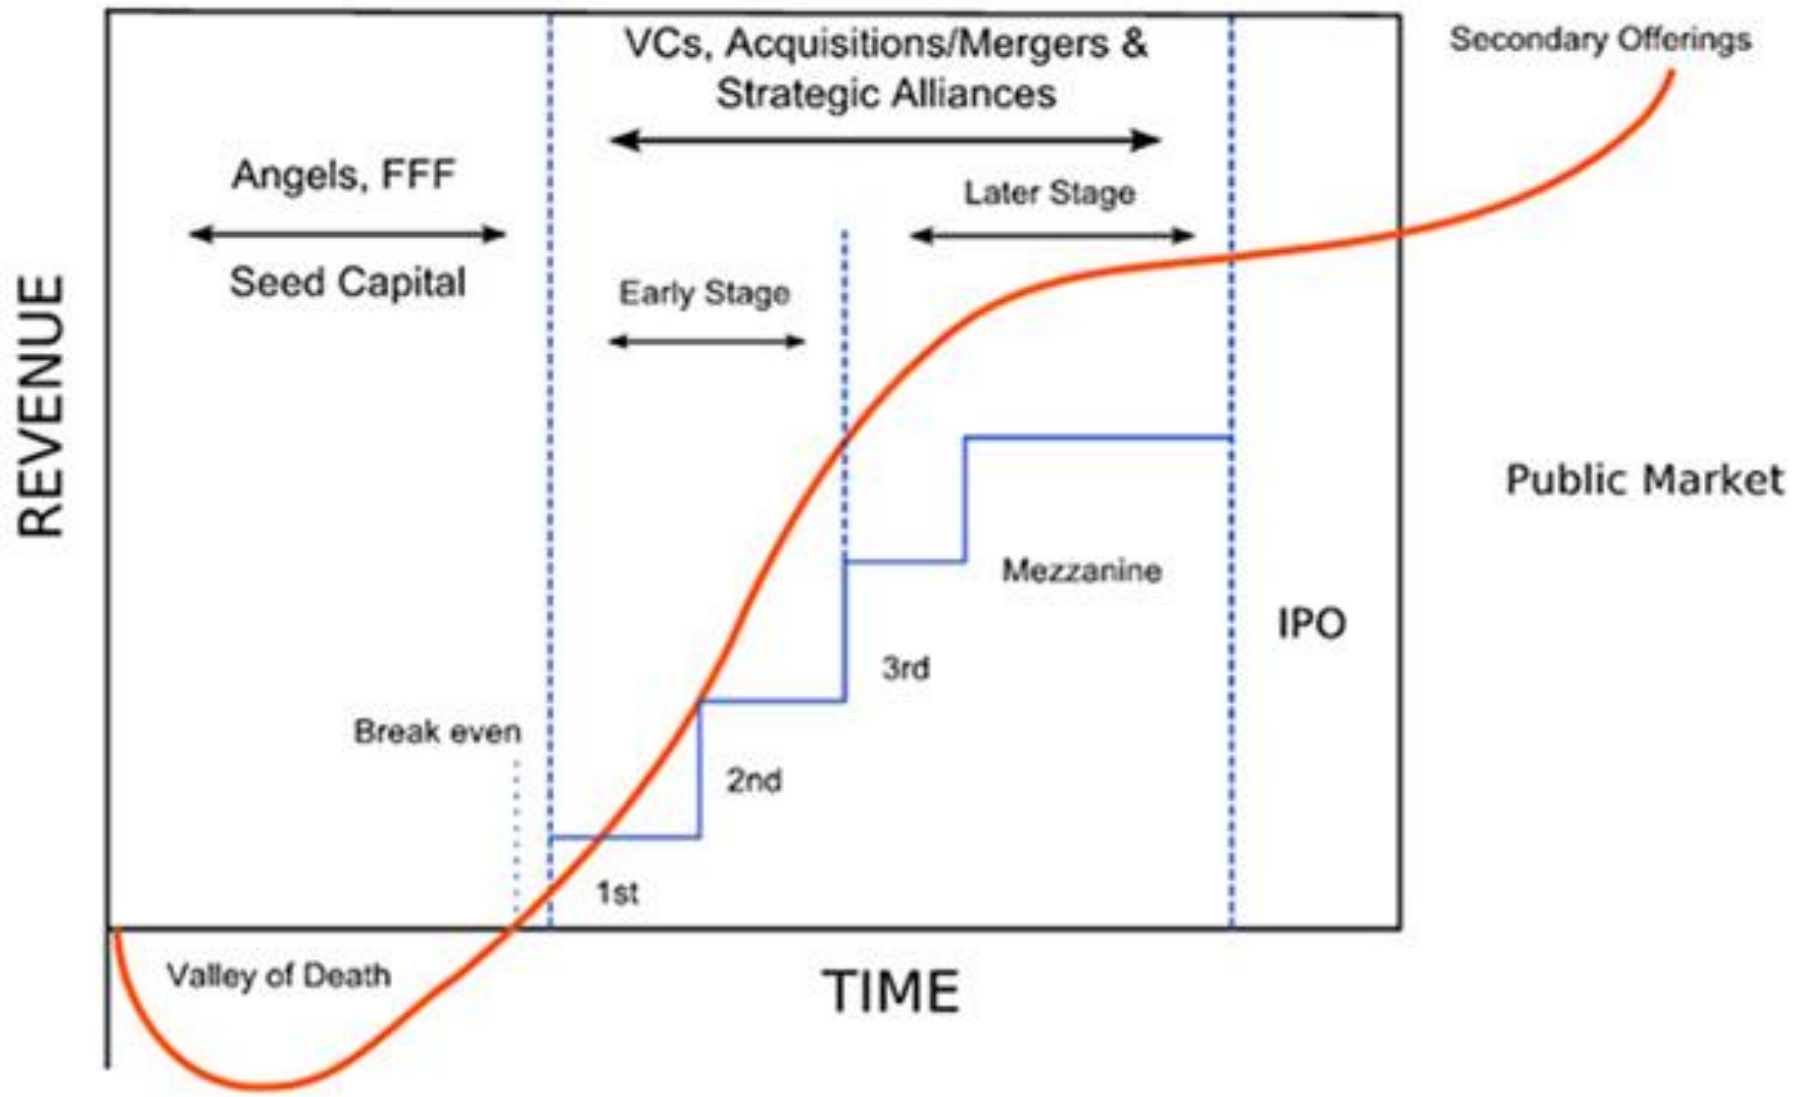 VCs, Acquisitions/Mergers &
Strategic Alliances
Secondary Offerings
Angels, FFF
Later Stage
Seed Capital
Early Stage
REVENUE
Public Market
Mezzanine
IPO
3rd
Break even
2nd
1st
Valley of Death
TIME